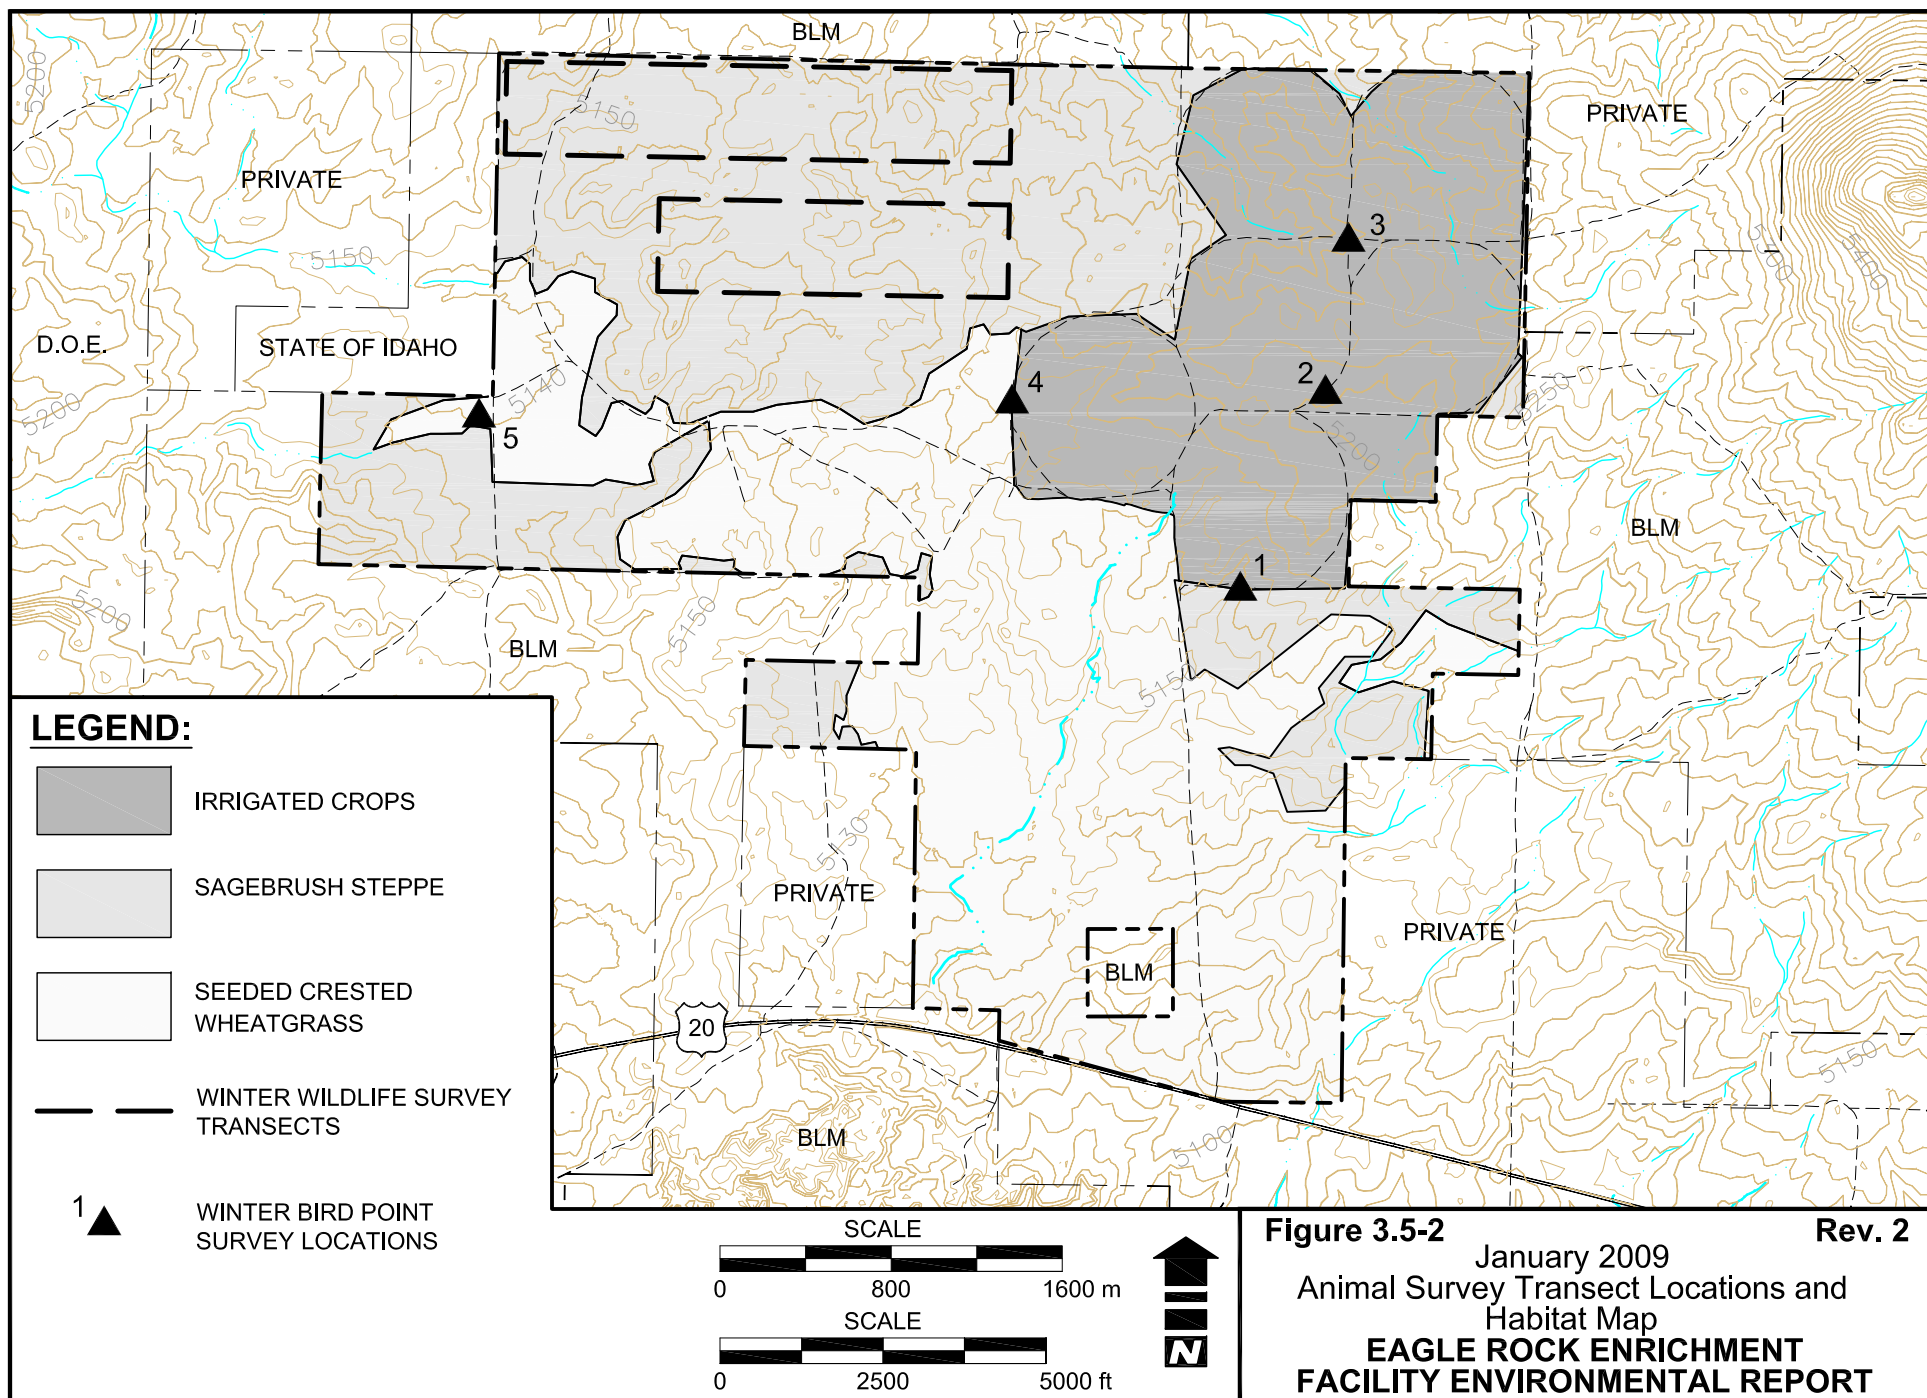 BLM
5200
PRIVATE
5150
PRIVATE
3
5150
5300
5400
D.O.E.
STATE OF IDAHO
5140
4
2
5250
5200
5
5200
BLM
1
5200
5150
BLM
5150
LEGEND:
IRRIGATED CROPS
SAGEBRUSH STEPPE
SEEDED CRESTED
WHEATGRASS
WINTER WILDLIFE SURVEY
TRANSECTS
1
WINTER BIRD POINT
SURVEY LOCATIONS
5130
PRIVATE
PRIVATE
BLM
20
5150
BLM
5100
SCALE
0 800 1600 m
SCALE
0 2500 5000 ft
N
Figure 3.5-2 Rev. 2
January 2009
Animal Survey Transect Locations and
Habitat Map
EAGLE ROCK ENRICHMENT
FACILITY ENVIRONMENTAL REPORT